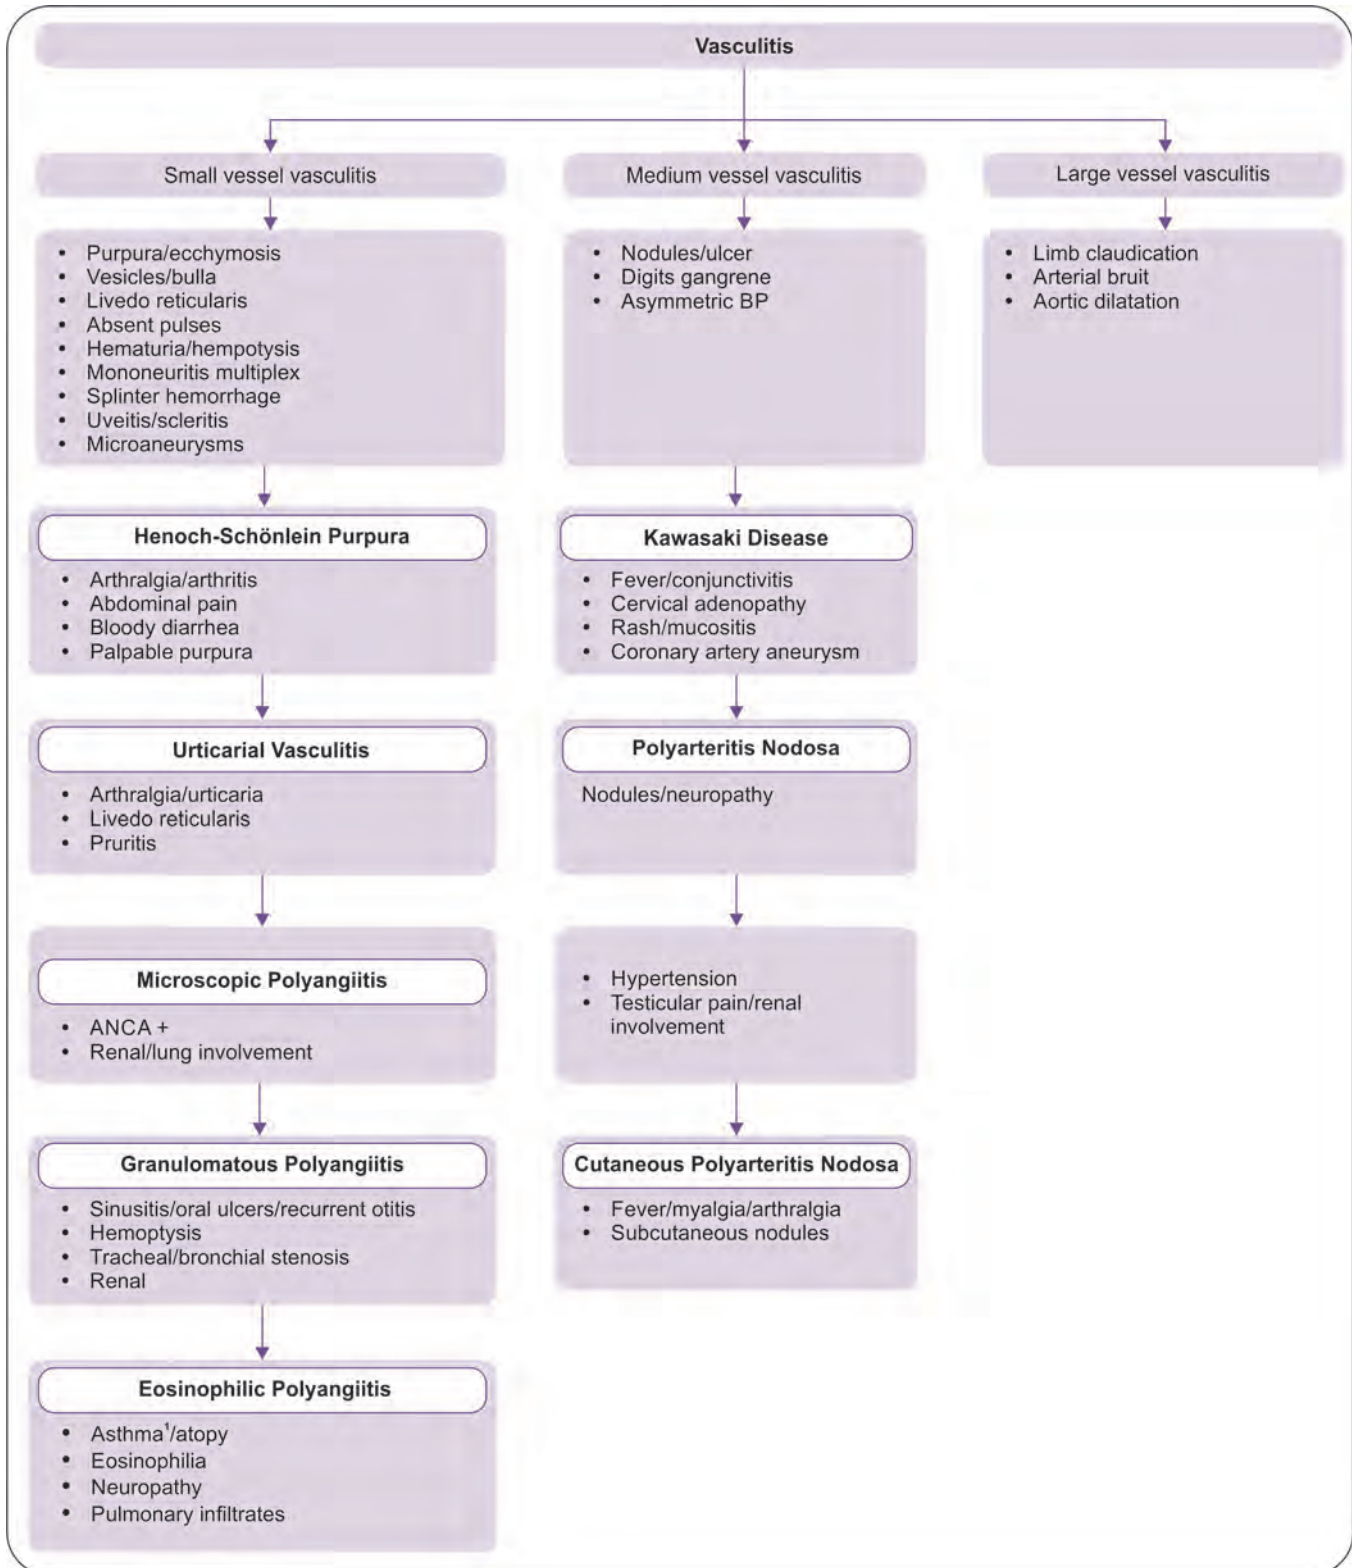 Vasculitis
Small vessel vasculitis
Medium vessel vasculitis
Large vessel vasculitis
• Purpura/ecchymosis
• Vesicles/bulla
• Livedo reticularis
• Absent pulses
• Hematuria/hempotysis
• Mononeuritis multiplex
• Splinter hemorrhage
• Uveitis/scleritis
• Microaneurysms
• Nodules/ulcer
• Digits gangrene
• Asymmetric BP
• Limb claudication
• Arterial bruit
• Aortic dilatation
Henoch-Schönlein Purpura
• Arthralgia/arthritis
• Abdominal pain
• Bloody diarrhea
• Palpable purpura
Kawasaki Disease
• Fever/conjunctivitis
• Cervical adenopathy
• Rash/mucositis
• Coronary artery aneurysm
Urticarial Vasculitis
• Arthralgia/urticaria
• Livedo reticularis
• Pruritis
Polyarteritis Nodosa
Nodules/neuropathy
Microscopic Polyangiitis
• ANCA +
• Renal/lung involvement
• Hypertension
• Testicular pain/renal
involvement
Granulomatous Polyangiitis
• Sinusitis/oral ulcers/recurrent otitis
• Hemoptysis
• Tracheal/bronchial stenosis
• Renal
Cutaneous Polyarteritis Nodosa
• Fever/myalgia/arthralgia
• Subcutaneous nodules
Eosinophilic Polyangiitis
• Asthma¹/atopy
• Eosinophilia
• Neuropathy
• Pulmonary infiltrates